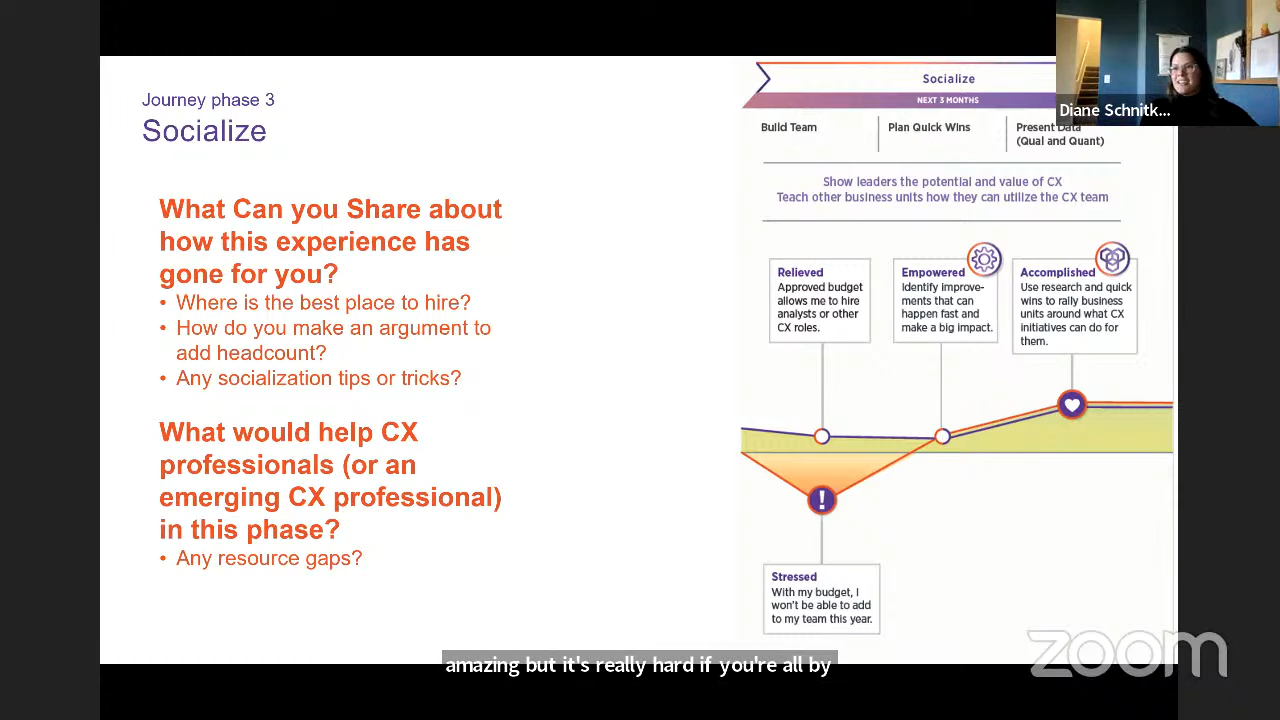 Journey phase 3
Socialize
What Can you Share about
how this experience has
gone for you?
• Where is the best place to hire?
• How do you make an argument to
add headcount?
• Any socialization tips or tricks?
What would help CX
professionals (or an
emerging CX professional)
in this phase?
• Any resource gaps?
Socialize
NEXT 3 MONTHS
Build Team
Plan Quick Wins
Present Data
(Qual and Quant)
Show leaders the potential and value of CX
Teach other business units how they can utilize the CX team
Relieved
Approved budget
allows me to hire
analysts or other
CX roles.
Empowered
Identify improve-
ments that can
happen fast and
make a big impact.
Accomplished
Use research and quick
wins to rally business
units around what CX
initiatives can do for
them.
!
Stressed
With my budget, I
won't be able to add
to my team this year.
Diane Schnitk...
zoom
amazing but it's really hard if you're all by